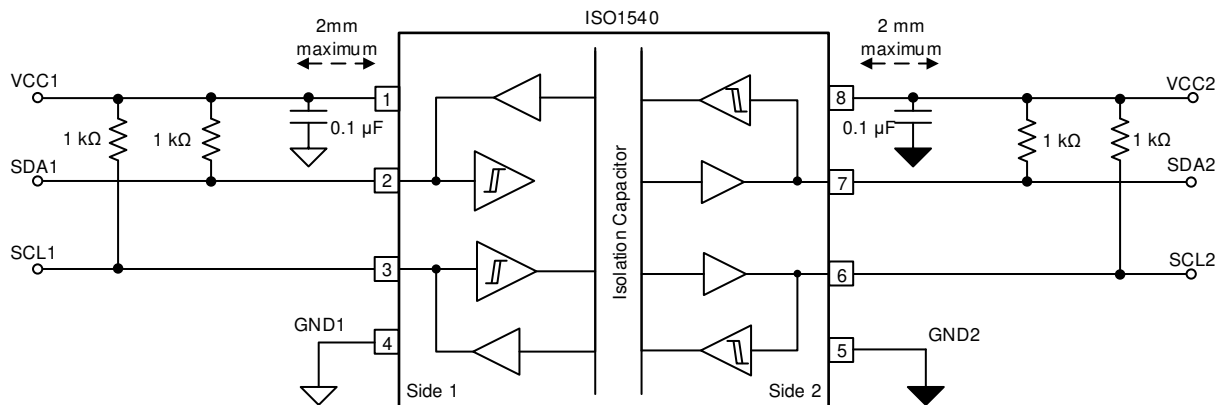 ISO1540
2mm
maximum
2 mm
maximum
VCC1
1
8
VCC2
1 kΩ
1 kΩ
0.1 µF
0.1 µF
1 kΩ
1 kΩ
SDA1
2
7
SDA2
Isolation Capacitor
SCL1
3
6
SCL2
GND1
4
5
GND2
Side 1
Side 2